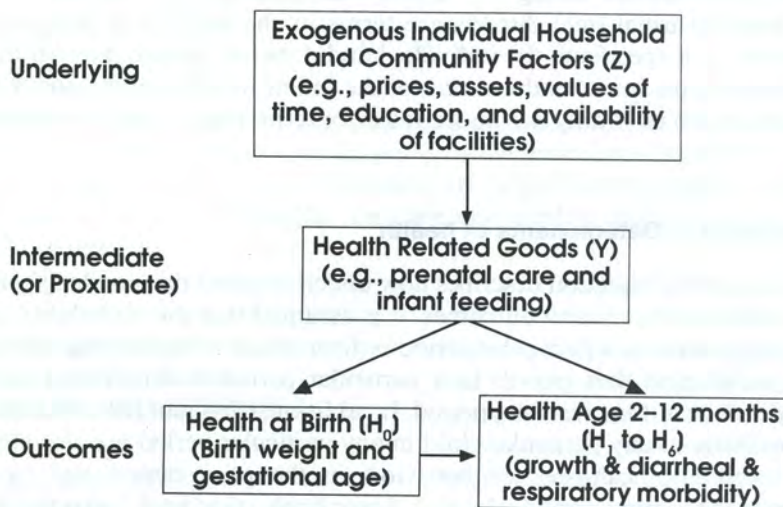 Exogenous Individual Household
and Community Factors (Z)
(e.g., prices, assets, values of
time, education, and availability
of facilities)
Underlying
Intermediate
(or Proximate)
Health Related Goods (Y)
(e.g., prenatal care and
infant feeding)
Outcomes
Health at Birth (H₀)
(Birth weight and
gestational age)
Health Age 2-12 months
(H₁ to H₆)
(growth & diarrheal &
respiratory morbidity)